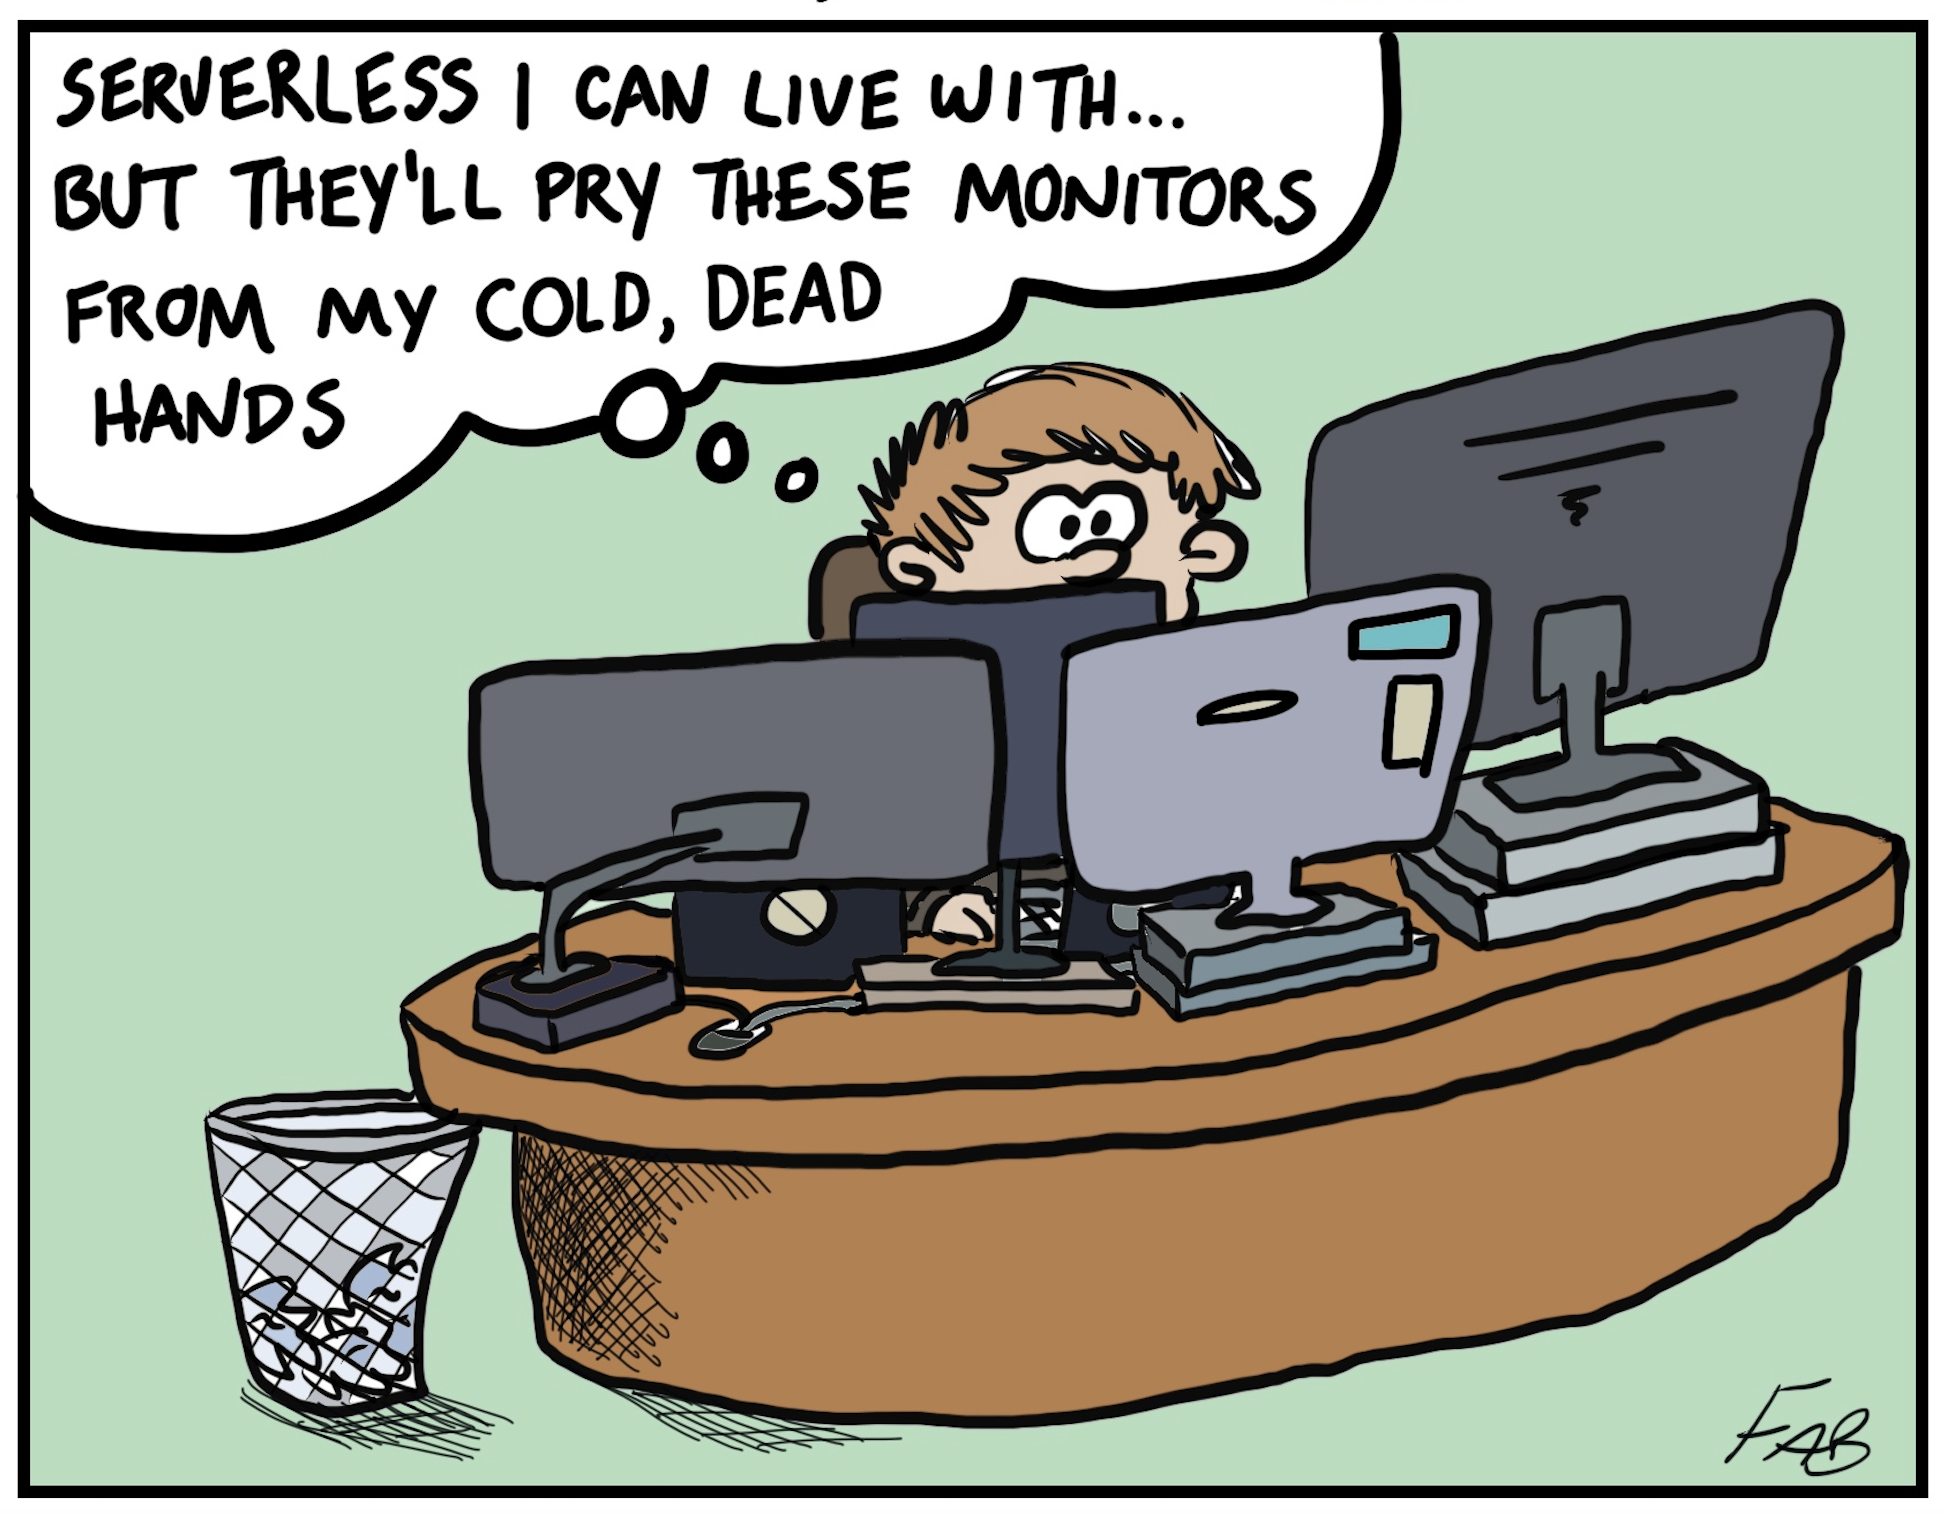 SERVERLESS I CAN LIVE WITH...
BUT THEY'LL PRY THESE MONITORS
FROM MY COLD, DEAD
HANDS
FAB